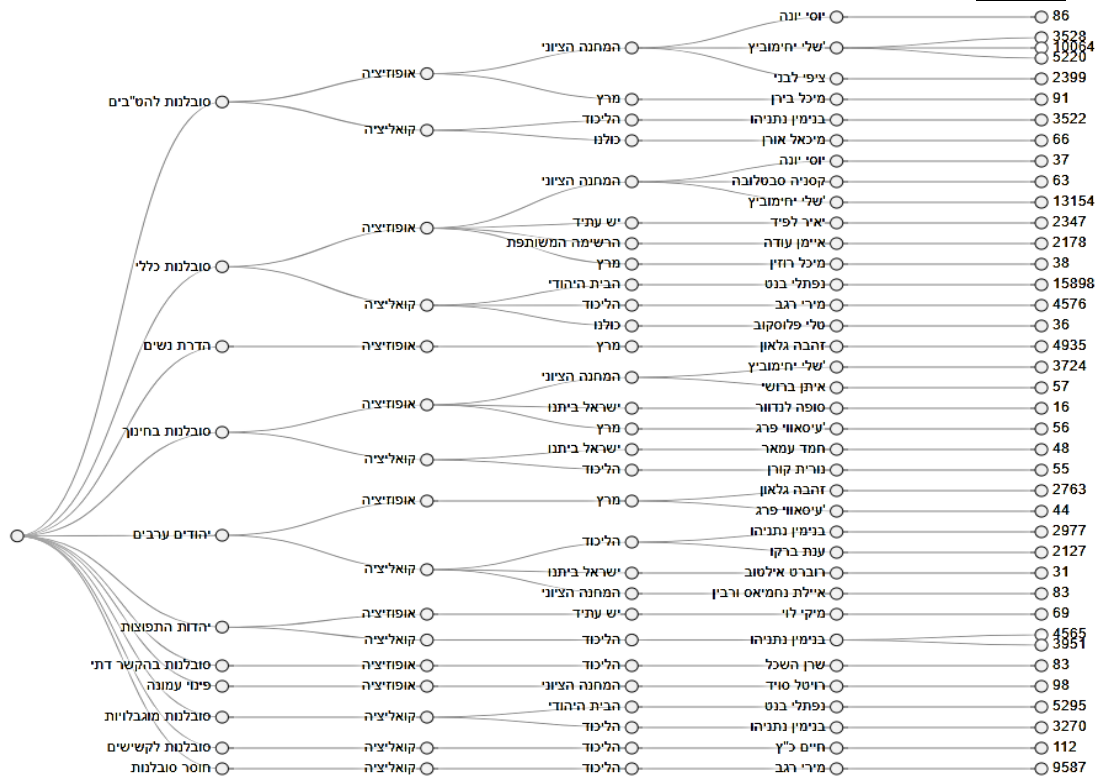 יוסי יונה 86
שלי יחימוביץ' 3528
10064
5220
המחנה הציוני
ציפי לבני 2399
אופוזיציה
מרץ מיכל בירן 91
סובלנות להט"בים
הליכוד בנימין נתניהו 3522
קואליציה
כולנו מיכאל אורן 66
יוסי יונה 37
המחנה הציוני קסניה סבטלובה 63
שלי יחימוביץ' 13154
יש עתיד יאיר לפיד 2347
אופוזיציה
הרשימה המשותפת איימן עודה 2178
מרץ מיכל רוזין 38
סובלנות כללי
הבית היהודי נפתלי בנט 15898
קואליציה הליכוד מירי רגב 4576
כולנו טלי פלוסקוב 36
הדרת נשים אופוזיציה מרץ זהבה גלאון 4935
שלי יחימוביץ' 3724
המחנה הציוני
איתן ברושי 57
אופוזיציה ישראל ביתנו סופה לנדוור 16
מרץ עיסאווי פרג' 56
סובלנות בחינוך
ישראל ביתנו חמד עמאר 48
קואליציה
הליכוד נורית קורן 55
זהבה גלאון 2763
אופוזיציה מרץ
עיסאווי פרג' 44
יהודים ערבים
בנימין נתניהו 2977
הליכוד
ענת ברקו 2127
קואליציה ישראל ביתנו רוברט אילטוב 31
המחנה הציוני איילת נחמיאס ורבין 83
אופוזיציה יש עתיד מיקי לוי 69
יהדות התפוצות
קואליציה הליכוד בנימין נתניהו 4565
3951
סובלנות בהקשר דתי אופוזיציה הליכוד שרן השכל 83
פינוי עמונה אופוזיציה המחנה הציוני רויטל סויד 98
הבית היהודי נפתלי בנט 5295
סובלנות מוגבלויות קואליציה
הליכוד בנימין נתניהו 3270
סובלנות לקשישים קואליציה הליכוד חיים כ"ץ 112
חוסר סובלנות קואליציה הליכוד מירי רגב 9587